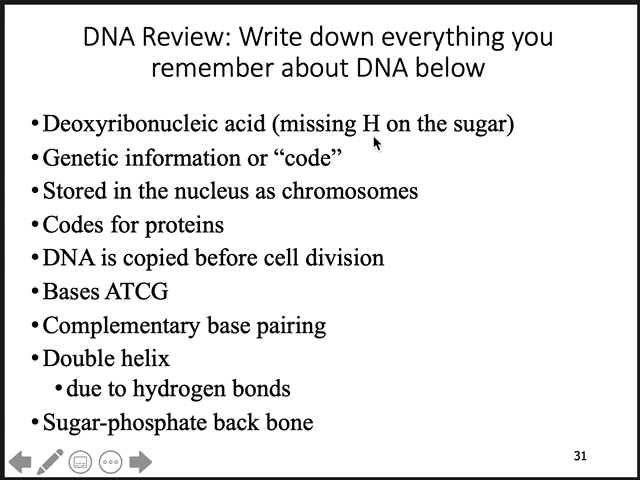 DNA Review: Write down everything you
remember about DNA below
•Deoxyribonucleic acid (missing H on the sugar)
•Genetic information or “code”
•Stored in the nucleus as chromosomes
•Codes for proteins
•DNA is copied before cell division
•Bases ATCG
•Complementary base pairing
•Double helix
•due to hydrogen bonds
•Sugar-phosphate back bone
31